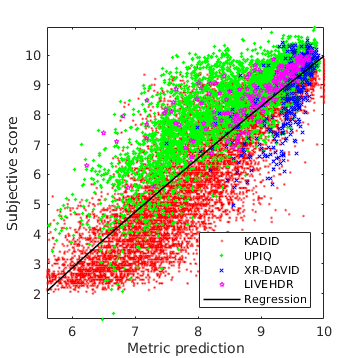 10
9
8
7
6
5
4
3
2
Subjective score
KADID
UPIQ
XR-DAVID
LIVEHDR
Regression
6 7 8 9 10
Metric prediction